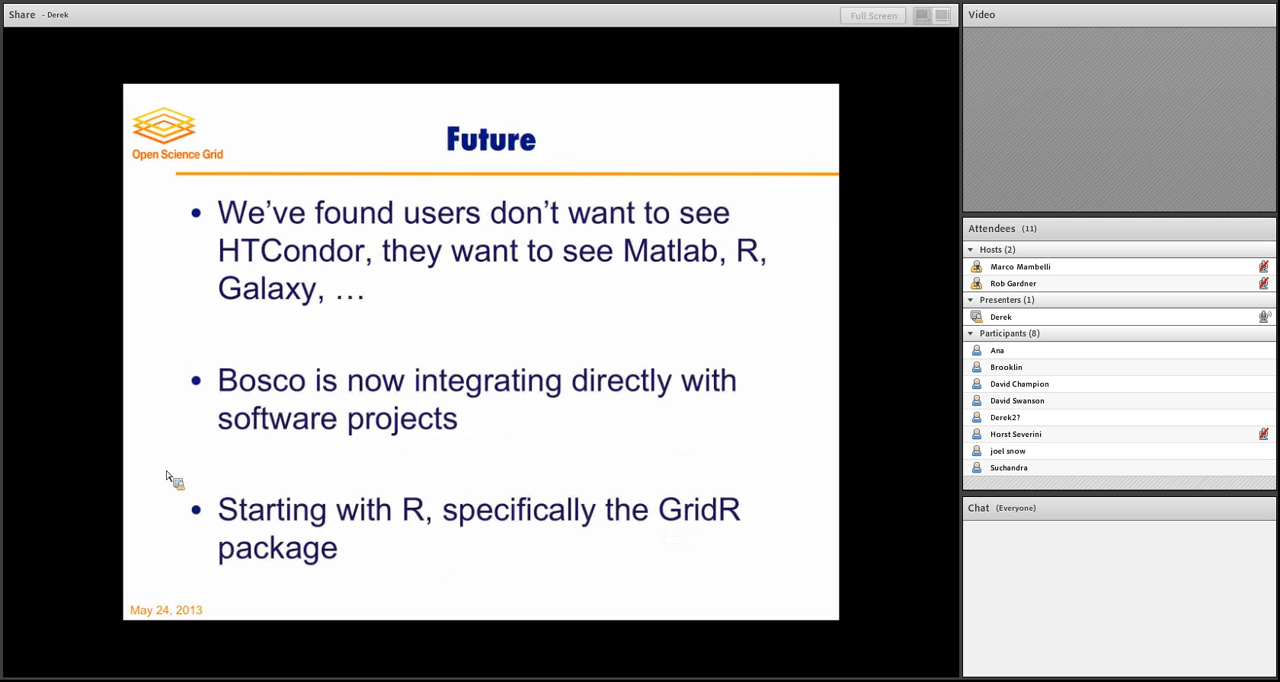 Share - Derek
Full Screen
Open Science Grid
Future
• We've found users don't want to see
HTCondor, they want to see Matlab, R,
Galaxy, …
• Bosco is now integrating directly with
software projects
• Starting with R, specifically the GridR
package
May 24, 2013
Video
Attendees (11)
Hosts (2)
Marco Mambelli
Rob Gardner
Presenters (1)
Derek
Participants (8)
Ana
Brooklin
David Champion
David Swanson
Derek2?
Horst Severini
joel snow
Suchandra
Chat (Everyone)